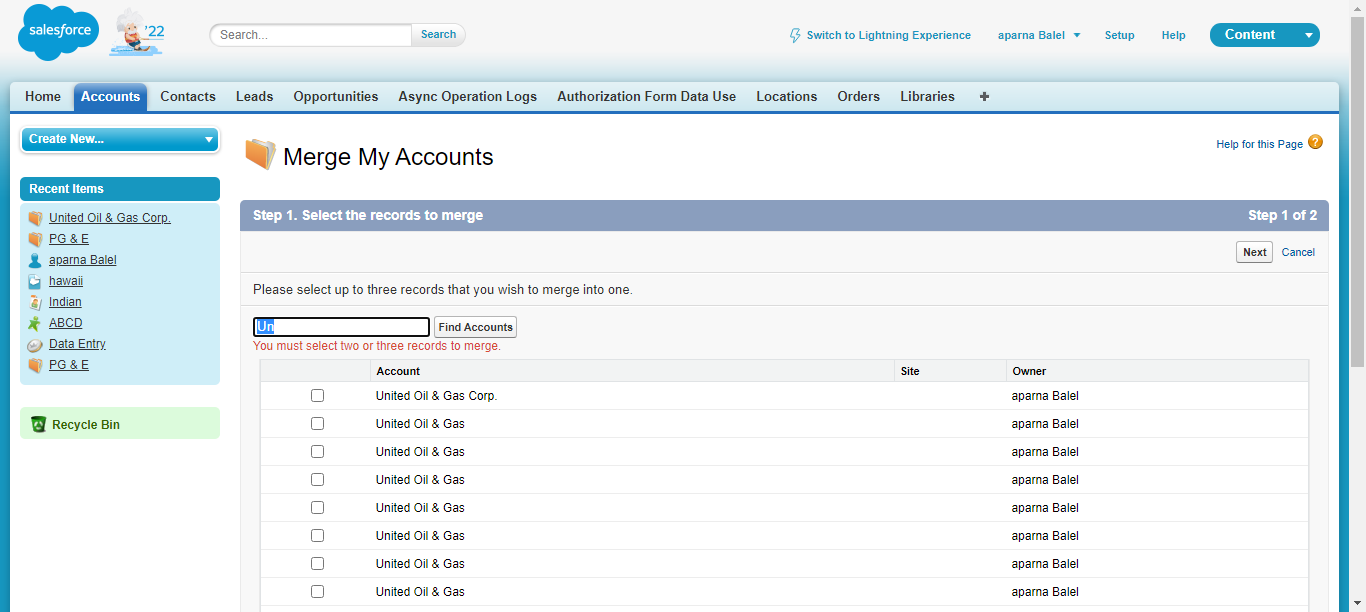 salesforce
'22
Search...
Search
Switch to Lightning Experience
aparna Balel
Setup
Help
Content
Home
Accounts
Contacts
Leads
Opportunities
Async Operation Logs
Authorization Form Data Use
Locations
Orders
Libraries
Create New...
Recent Items
United Oil & Gas Corp.
PG & E
aparna Balel
hawaii
Indian
ABCD
Data Entry
PG & E
Recycle Bin
Merge My Accounts
Help for this Page ?
Step 1. Select the records to merge Step 1 of 2
Next Cancel
Please select up to three records that you wish to merge into one.
Un Find Accounts
You must select two or three records to merge.
Account Site Owner
United Oil & Gas Corp. aparna Balel
United Oil & Gas aparna Balel
United Oil & Gas aparna Balel
United Oil & Gas aparna Balel
United Oil & Gas aparna Balel
United Oil & Gas aparna Balel
United Oil & Gas aparna Balel
United Oil & Gas aparna Balel